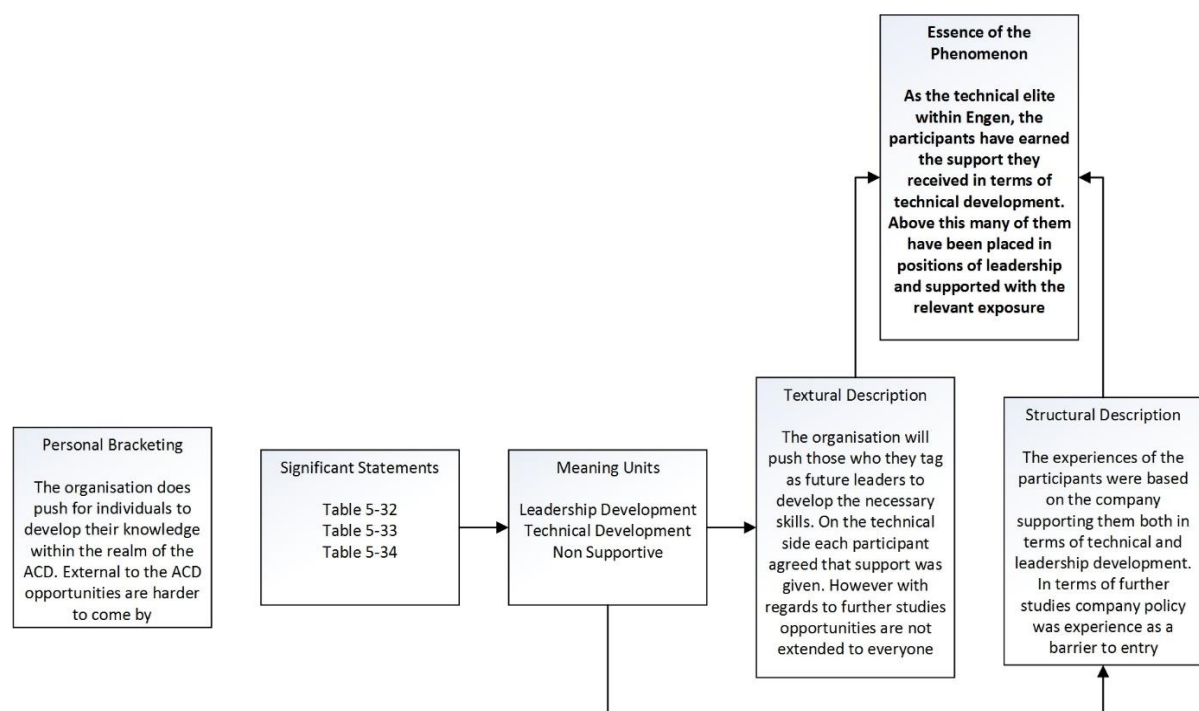 Personal Bracketing
The organisation does
push for individuals to
develop their knowledge
within the realm of the
ACD. External to the ACD
opportunities are harder
to come by
Significant Statements
Table 5-32
Table 5-33
Table 5-34
Meaning Units
Leadership Development
Technical Development
Non Supportive
Textural Description
The organisation will
push those who they tag
as future leaders to
develop the necessary
skills. On the technical
side each participant
agreed that support was
given. However with
regards to further studies
opportunities are not
extended to everyone
Structural Description
The experiences of the
participants were based
on the company
supporting them both in
terms of technical and
leadership development.
In terms of further
studies company policy
was experience as a
barrier to entry
Essence of the
Phenomenon
As the technical elite
within Engen, the
participants have earned
the support they
received in terms of
technical development.
Above this many of them
have been placed in
positions of leadership
and supported with the
relevant exposure